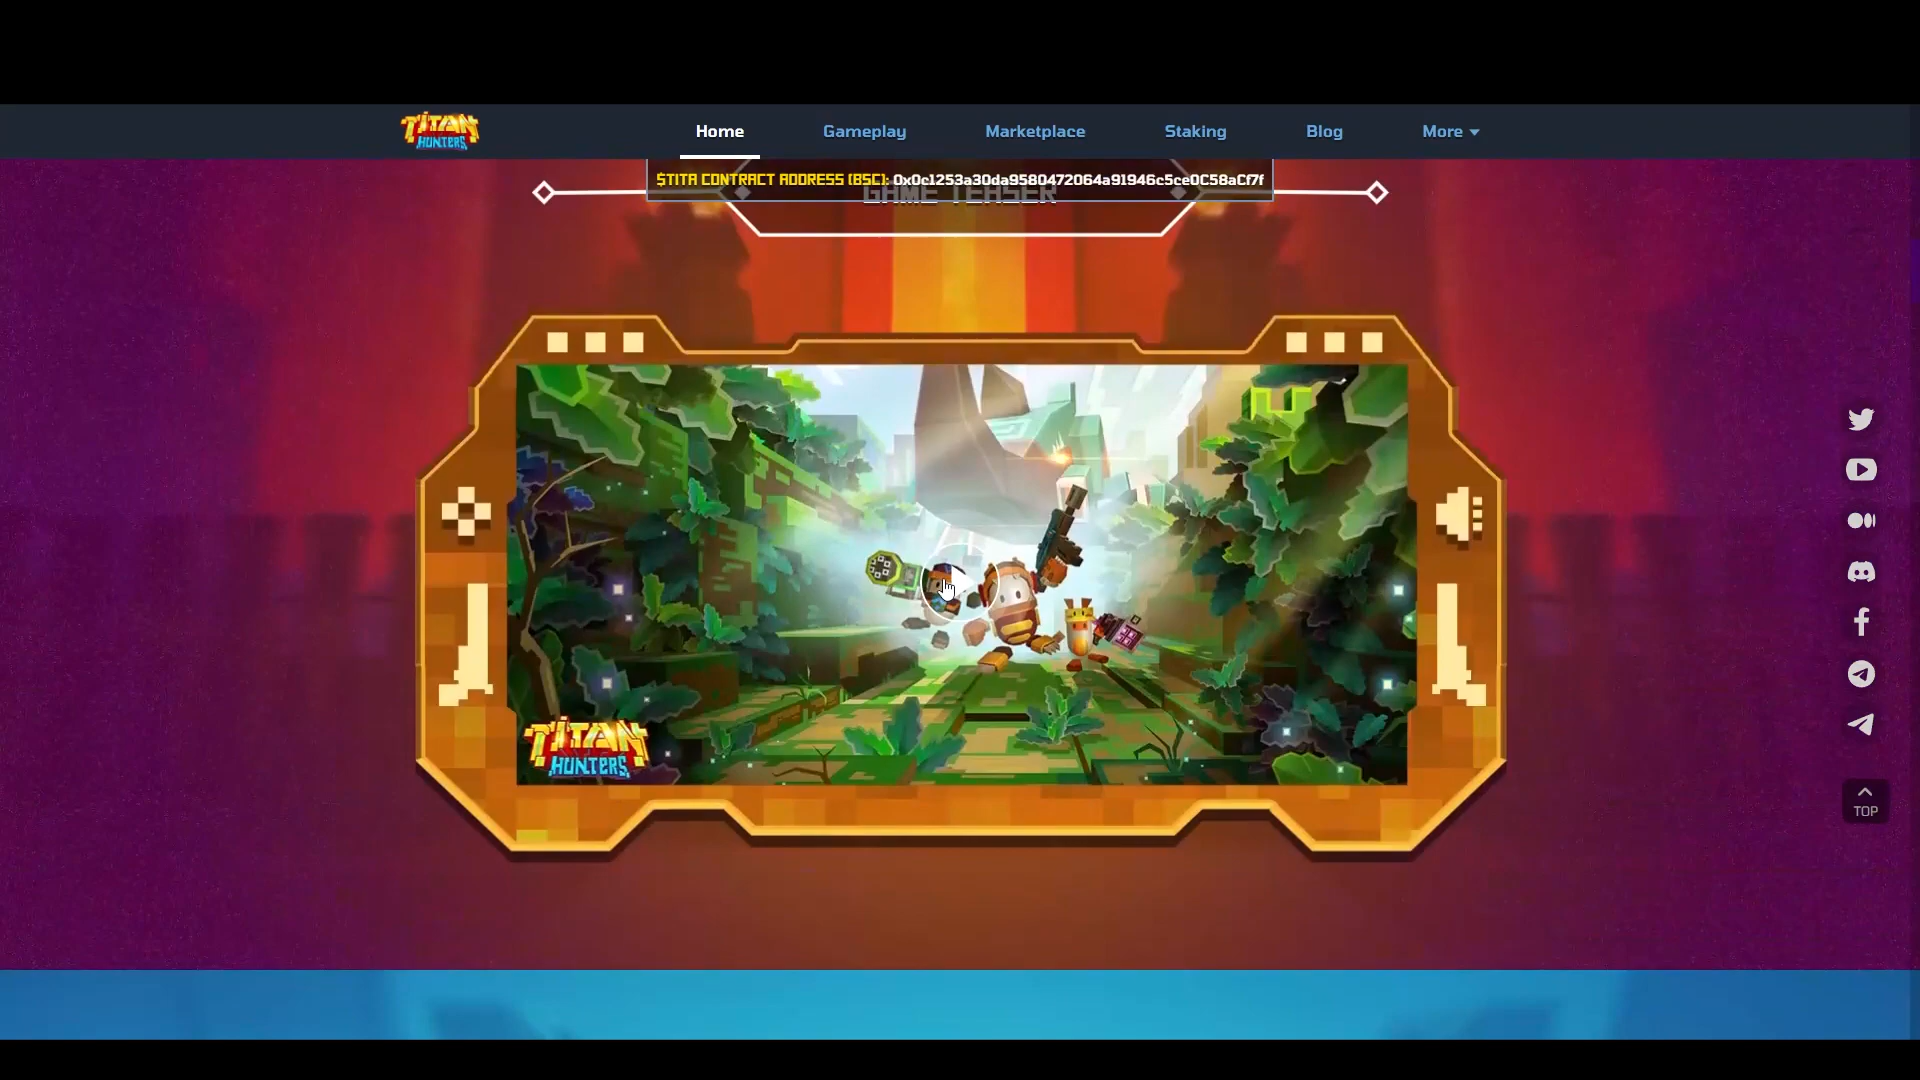 TITAN
HUNTERS
Home
Gameplay
Marketplace
Staking
Blog
More
$TITA CONTRACT ADDRESS (BSC): 0x0c1253a30da9580472064a91946c5ce0C58aCf7f
GAME TEASER
TITAN
HUNTERS
TOP